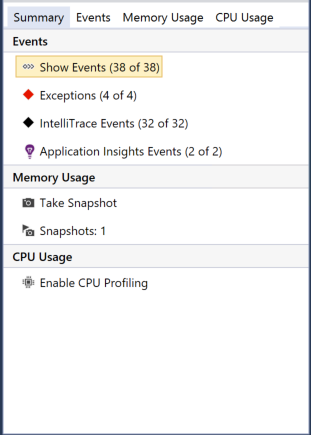 Summary Events Memory Usage CPU Usage
Events
Show Events (38 of 38)
Exceptions (4 of 4)
IntelliTrace Events (32 of 32)
Application Insights Events (2 of 2)
Memory Usage
Take Snapshot
Snapshots: 1
CPU Usage
Enable CPU Profiling